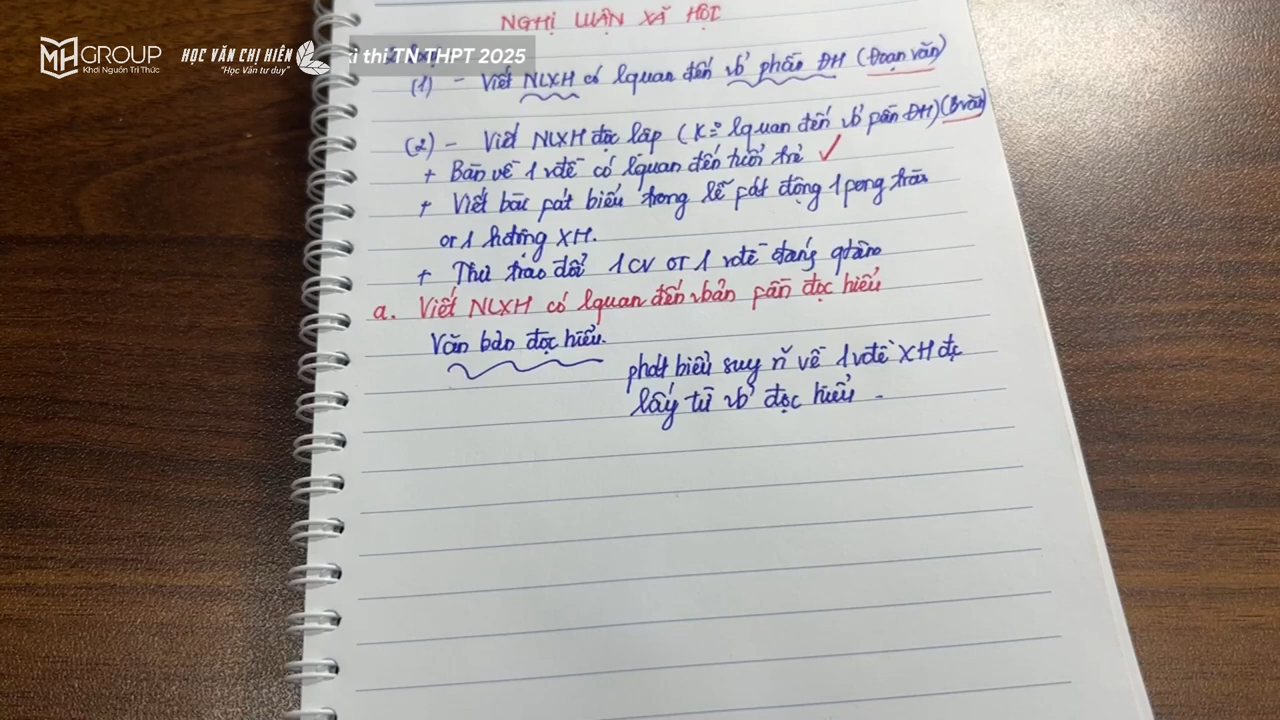 NGHỊ LUẬN XÃ HỘI
MH GROUP
Khơi Nguồn Tri Thức
HỌC VĂN CHỊ HIÊN
"Học Văn tư duy"
kì thi TN THPT 2025
(1) - Viết NLXH có lquan đến vb phần ĐH (Đoạn văn)
(2) - Viết NLXH độc lập (K lquan đến vb pần ĐH) (B văn)
+ Bàn về 1 vđề có lquan đến tuổi trẻ ✓
+ Viết bài pát biểu trong lễ pát động 1 pong trào
or 1 hđộng XH.
+ Thư trao đổi 1 CV or 1 vđề đáng qtâm
a. Viết NLXH có lquan đến vbản pần đọc hiểu
Văn bản đọc hiểu.
phát biểu suy n̆ về 1 vđề XH đc
lấy từ vb đọc hiểu -